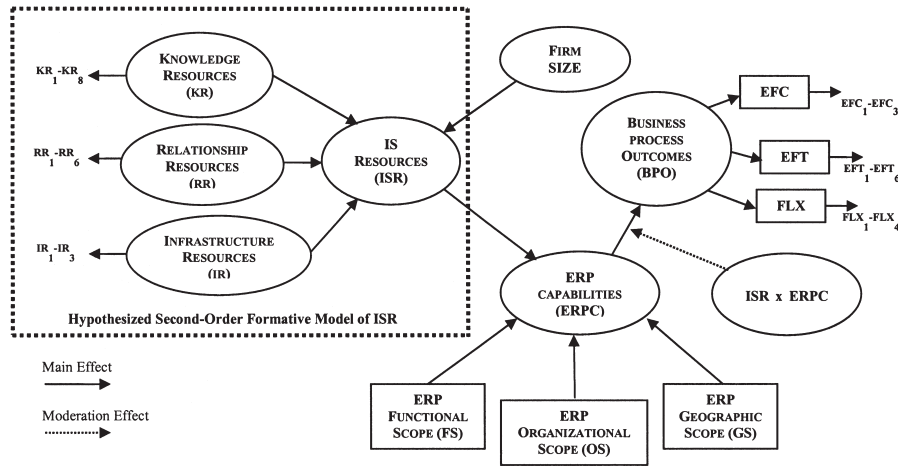 KNOWLEDGE
RESOURCES
(KR)
KR1-KR8
RELATIONSHIP
RESOURCES
(RR)
RR1-RR6
INFRASTRUCTURE
RESOURCES
(IR)
IR1-IR3
IS
RESOURCES
(ISR)
Hypothesized Second-Order Formative Model of ISR
FIRM
SIZE
BUSINESS
PROCESS
OUTCOMES
(BPO)
EFC
EFC1-EFC3
EFT
EFT1-EFT6
FLX
FLX1-FLX4
ERP
CAPABILITIES
(ERPC)
ISR x ERPC
Main Effect
Moderation Effect
ERP
FUNCTIONAL
SCOPE (FS)
ERP
ORGANIZATIONAL
SCOPE (OS)
ERP
GEOGRAPHIC
SCOPE (GS)